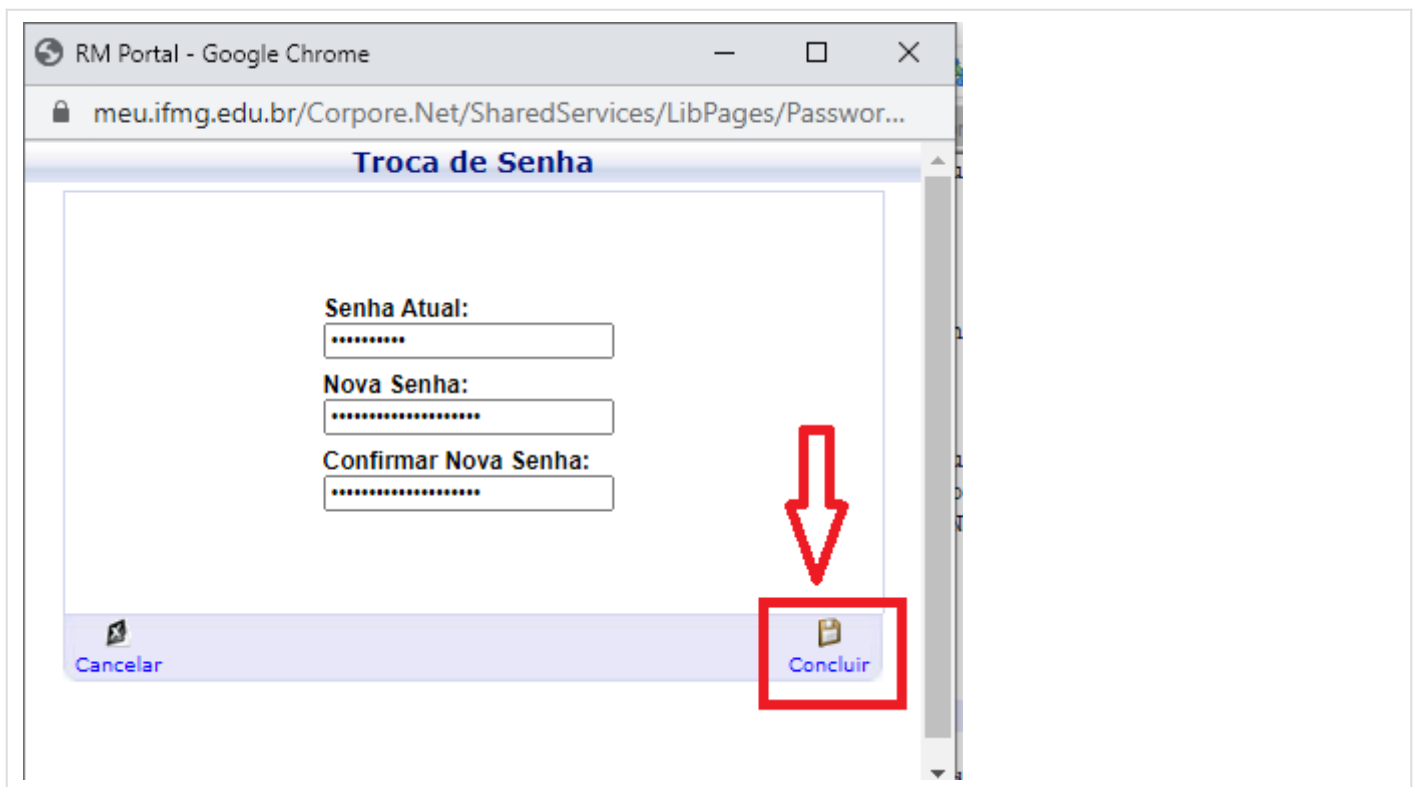 RM Portal - Google Chrome
meu.ifmg.edu.br/Corpore.Net/SharedServices/LibPages/Passwor...
Troca de Senha
Senha Atual:
••••••••••
Nova Senha:
••••••••••••••••••••
Confirmar Nova Senha:
••••••••••••••••••••
Cancelar
Concluir